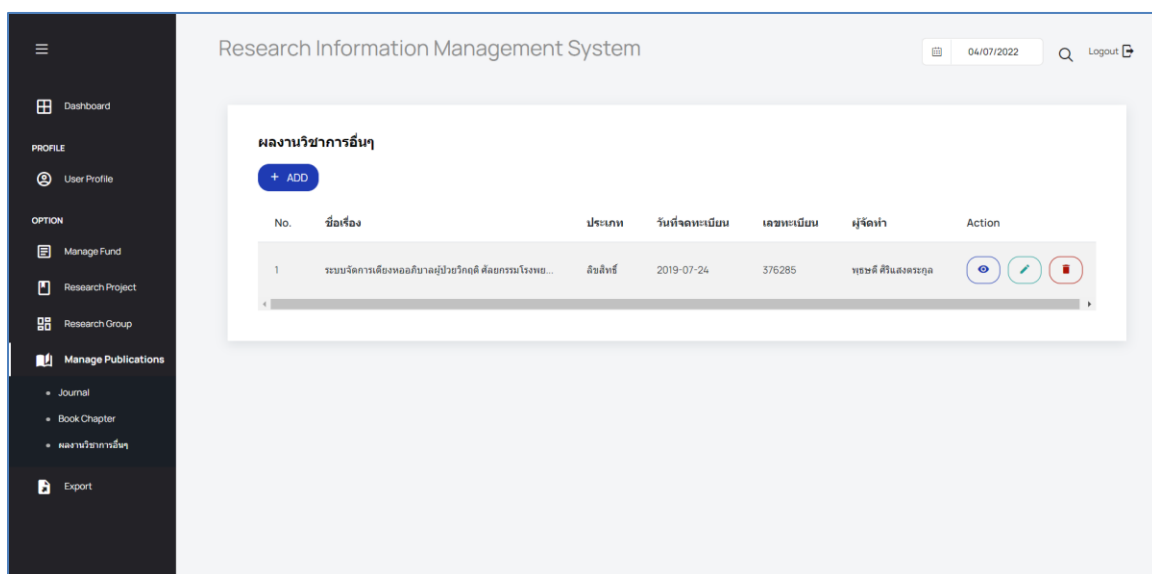 Research Information Management System
04/07/2022
Logout
Dashboard
PROFILE
User Profile
OPTION
Manage Fund
Research Project
Research Group
Manage Publications
Journal
Book Chapter
ผลงานวิชาการอื่นๆ
Export
ผลงานวิชาการอื่นๆ
+ ADD
No. ชื่อเรื่อง ประเภท วันที่จดทะเบียน เลขทะเบียน ผู้จัดทำ Action
1 ระบบจัดการเตียงหออภิบาลผู้ป่วยวิกฤติ ศัลยกรรมโรงพย... ลิขสิทธิ์ 2019-07-24 376285 พุธษดี ศิริแสงตระกูล